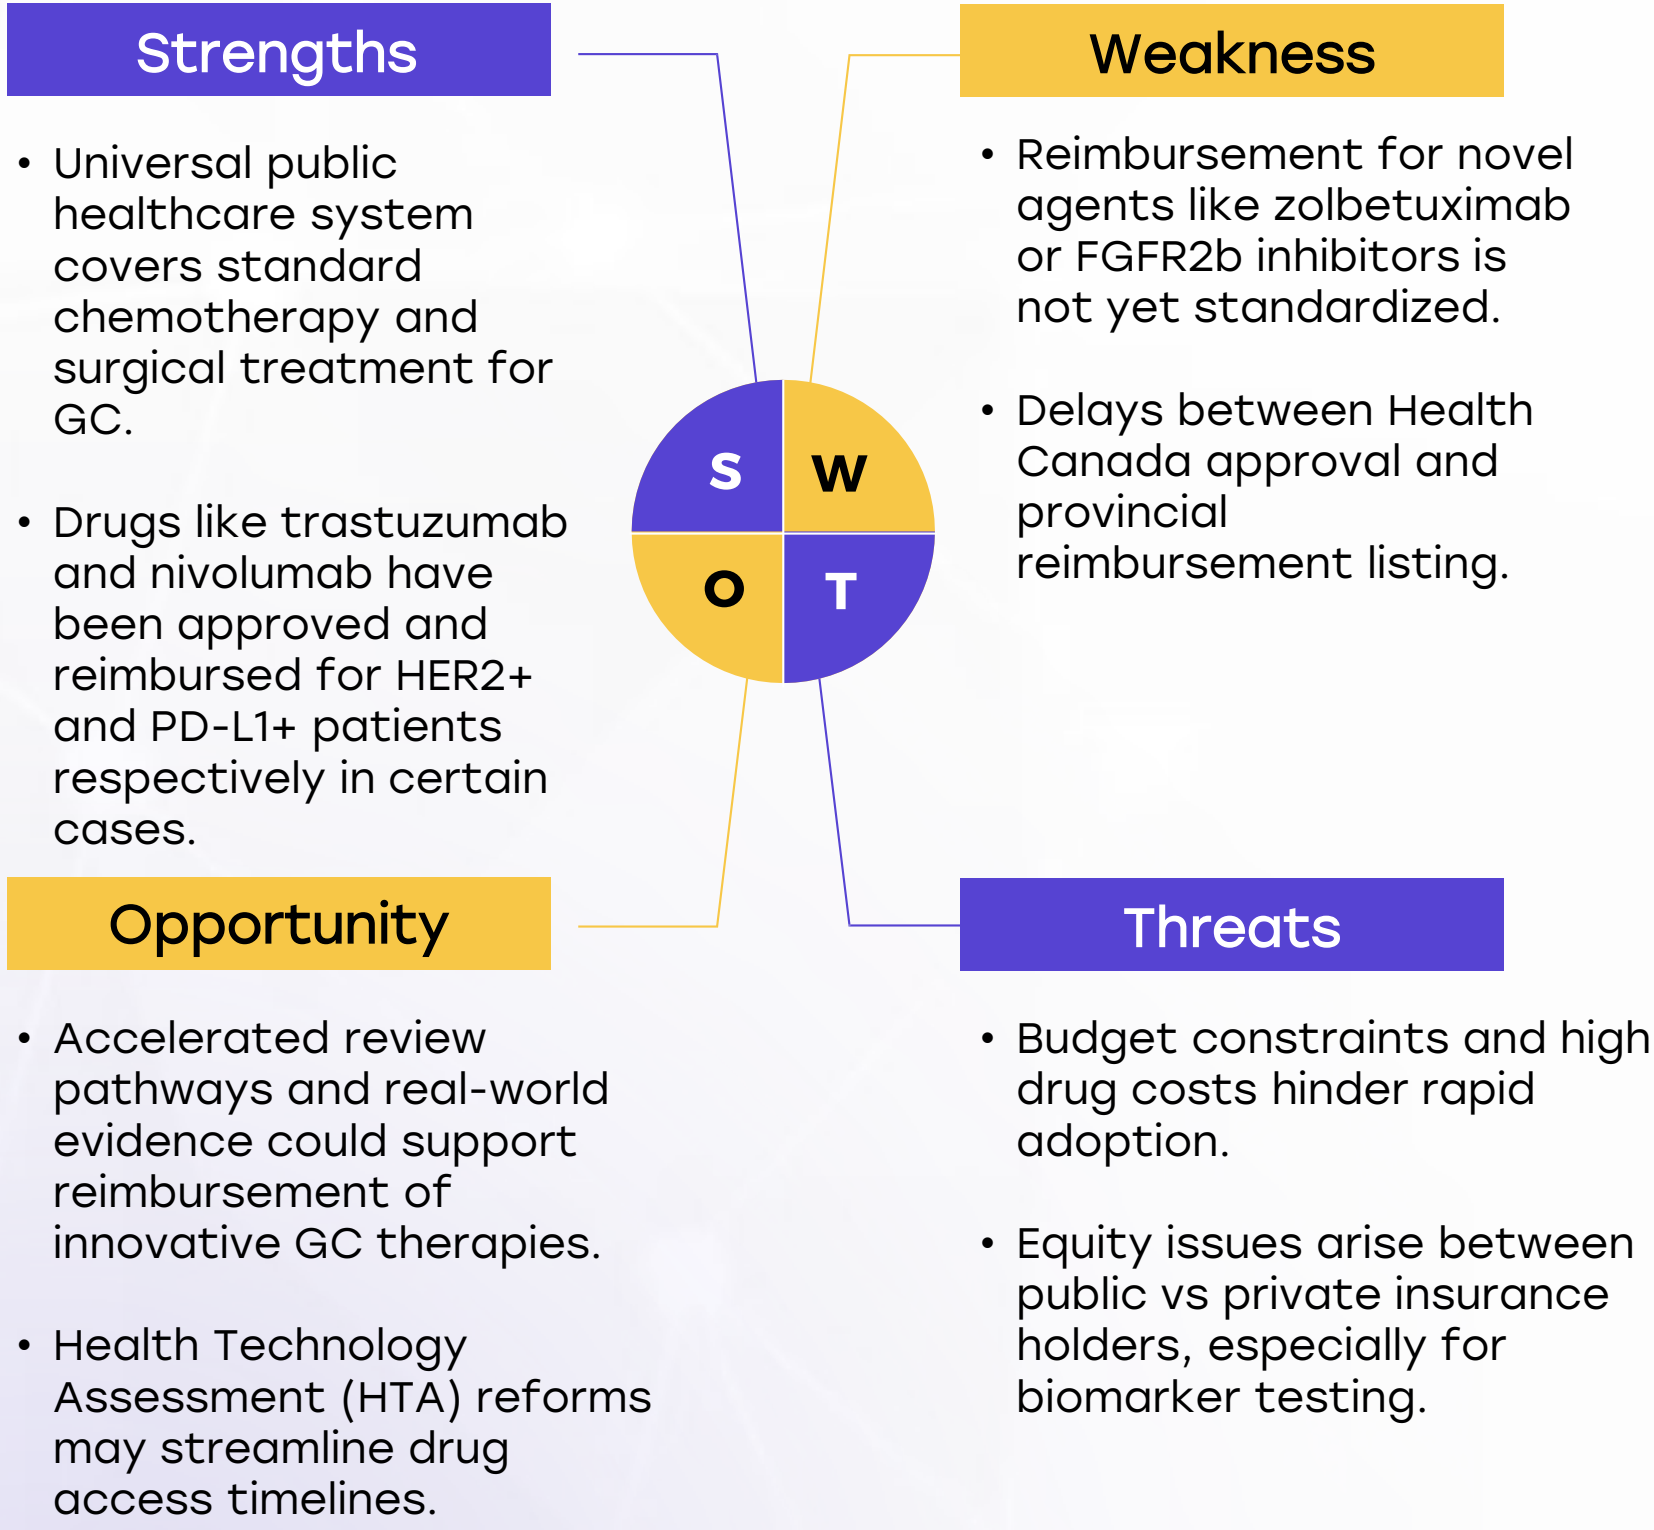 Strengths
• Universal public
healthcare system
covers standard
chemotherapy and
surgical treatment for
GC.
• Drugs like trastuzumab
and nivolumab have
been approved and
reimbursed for HER2+
and PD-L1+ patients
respectively in certain
cases.
Weakness
• Reimbursement for novel
agents like zolbetuximab
or FGFR2b inhibitors is
not yet standardized.
• Delays between Health
Canada approval and
provincial
reimbursement listing.
S
W
O
T
Opportunity
• Accelerated review
pathways and real-world
evidence could support
reimbursement of
innovative GC therapies.
• Health Technology
Assessment (HTA) reforms
may streamline drug
access timelines.
Threats
• Budget constraints and high
drug costs hinder rapid
adoption.
• Equity issues arise between
public vs private insurance
holders, especially for
biomarker testing.